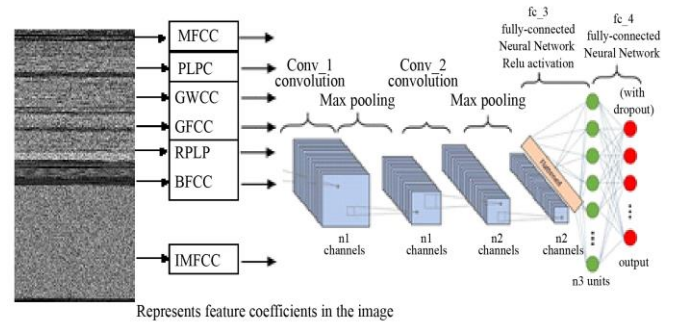 MFCC
PLPC
GWCC
GFCC
RPLP
BFCC
IMFCC
Conv_1
convolution
Max pooling
Conv_2
convolution
Max pooling
fc_3
fully-connected
Neural Network
Relu activation
fc_4
fully-connected
Neural Network
(with
dropout)
n1
channels
n1
channels
n2
channels
n2
channels
n3 units
output
Represents feature coefficients in the image